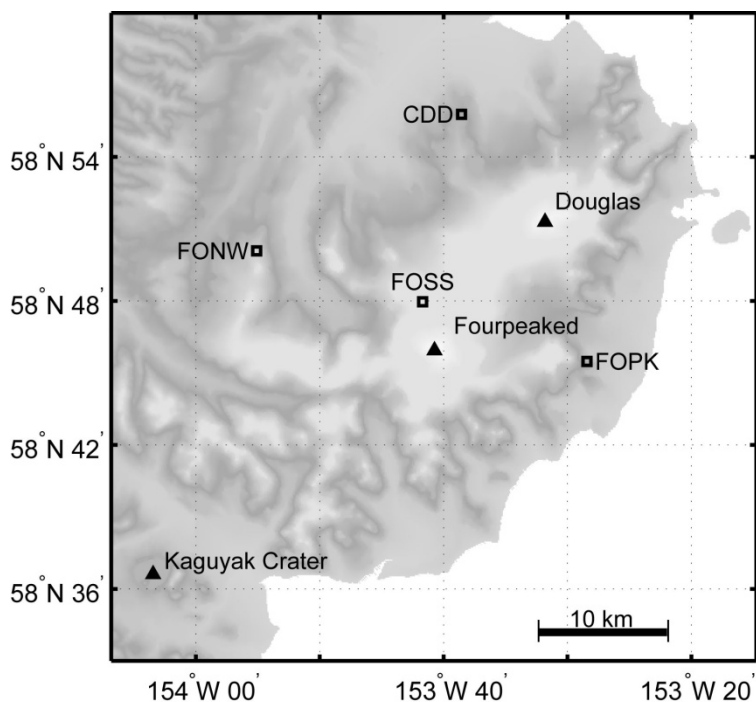 CDD
58°N 54'
Douglas
FONW
FOSS
58°N 48'
Fourpeaked
FOPK
58°N 42'
Kaguyak Crater
58°N 36'
10 km
154°W 00'
153°W 40'
153°W 20'